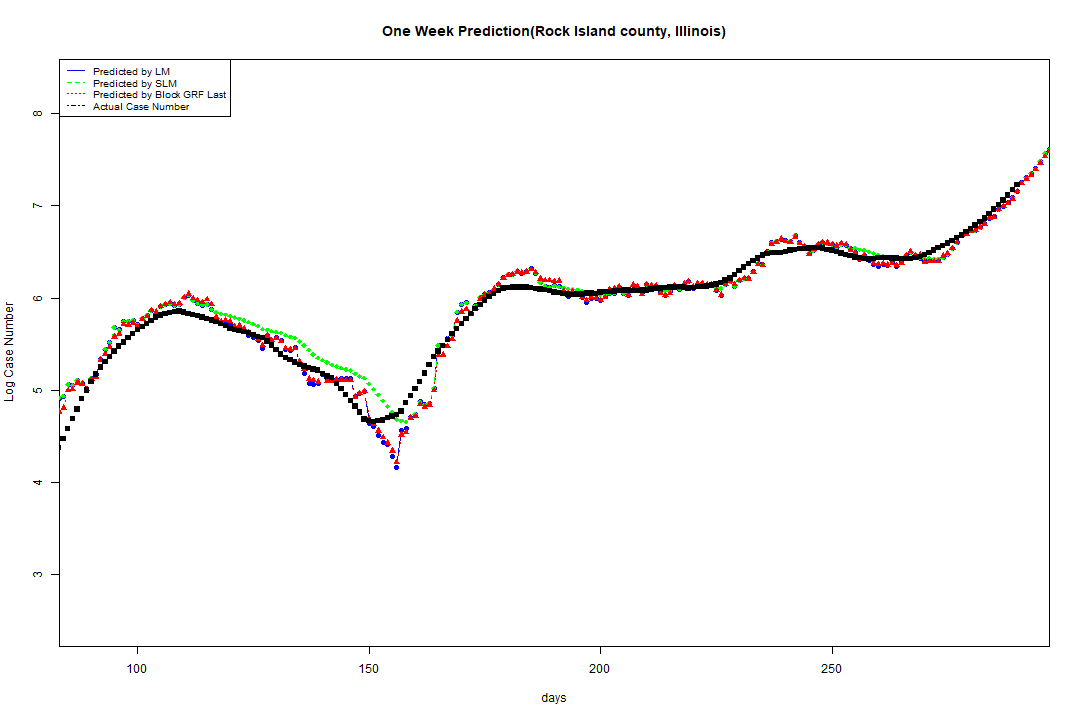 One Week Prediction(Rock Island county, Illinois)
Predicted by LM
Predicted by SLM
Predicted by Block GRF Last
Actual Case Number
8
7
6
5
4
3
Log Case Number
100 150 200 250
days